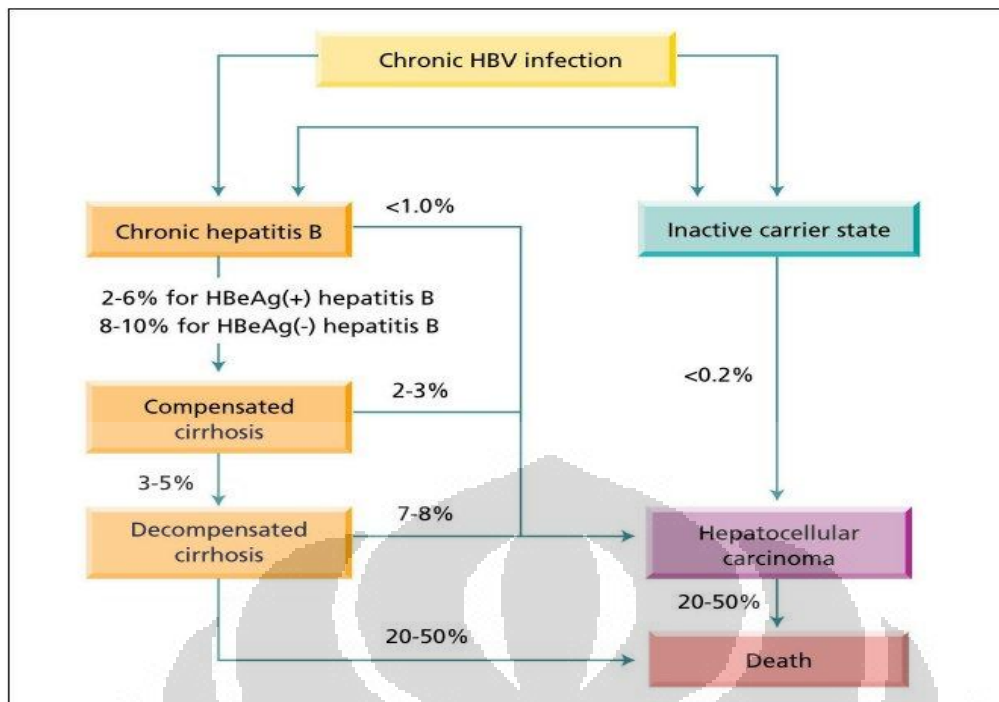 Chronic HBV infection
<1.0%
Chronic hepatitis B
Inactive carrier state
2-6% for HBeAg(+) hepatitis B
8-10% for HBeAg(-) hepatitis B
<0.2%
2-3%
Compensated
cirrhosis
3-5%
7-8%
Decompensated
cirrhosis
Hepatocellular
carcinoma
20-50%
20-50%
Death